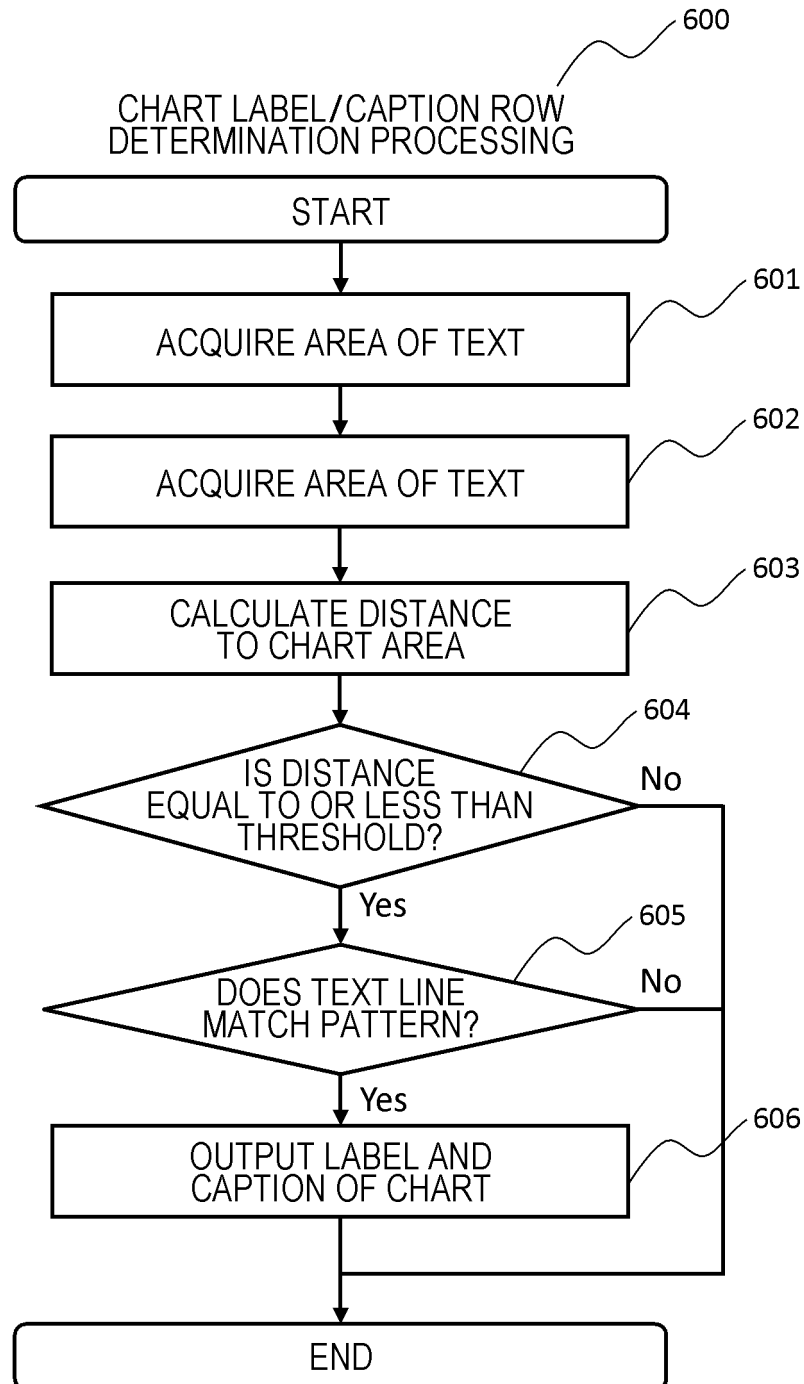 600
CHART LABEL/CAPTION ROW
DETERMINATION PROCESSING
START
601
ACQUIRE AREA OF TEXT
602
ACQUIRE AREA OF TEXT
603
CALCULATE DISTANCE
TO CHART AREA
604
IS DISTANCE
EQUAL TO OR LESS THAN
THRESHOLD?
No
Yes
605
DOES TEXT LINE
MATCH PATTERN?
No
Yes
606
OUTPUT LABEL AND
CAPTION OF CHART
END